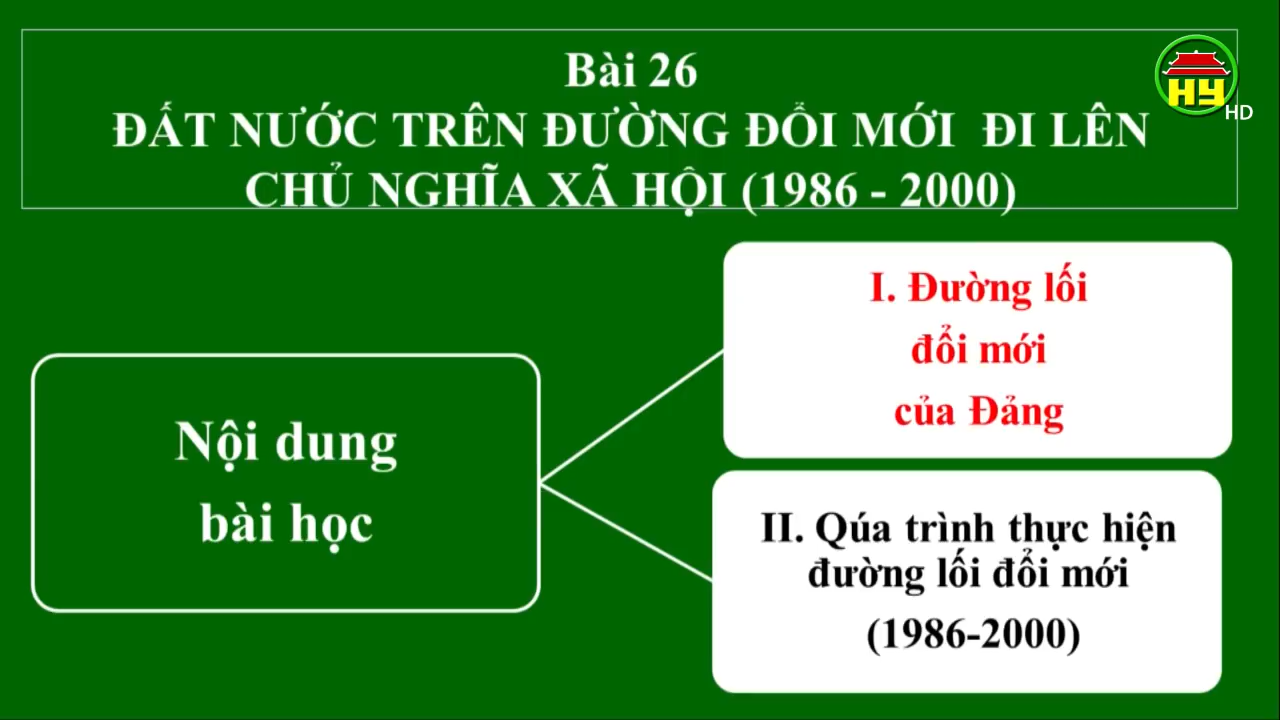 Bài 26
ĐẤT NƯỚC TRÊN ĐƯỜNG ĐỔI MỚI ĐI LÊN
CHỦ NGHĨA XÃ HỘI (1986 - 2000)
HY
HD
Nội dung
bài học
I. Đường lối
đổi mới
của Đảng
II. Qúa trình thực hiện
đường lối đổi mới
(1986-2000)